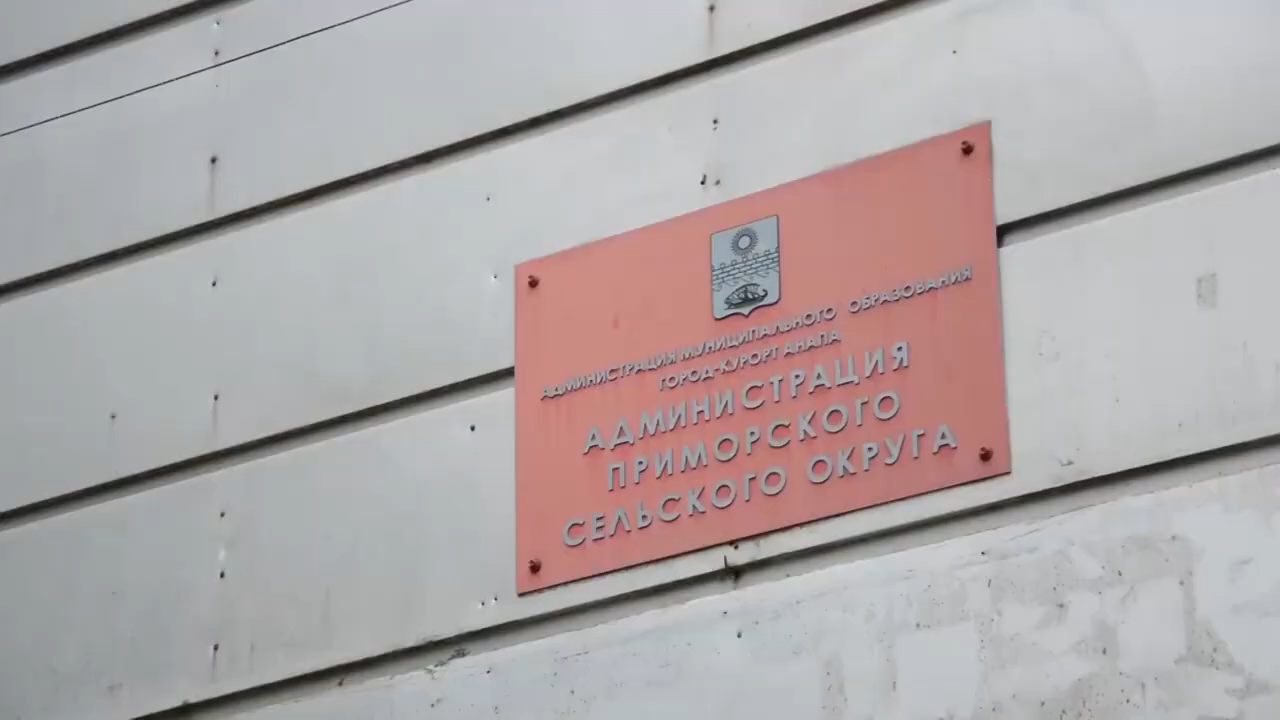 АДМИНИСТРАЦИЯ МУНИЦИПАЛЬНОГО ОБРАЗОВАНИЯ
ГОРОД-КУРОРТ АНАПА
АДМИНИСТРАЦИЯ
ПРИМОРСКОГО
СЕЛЬСКОГО ОКРУГА